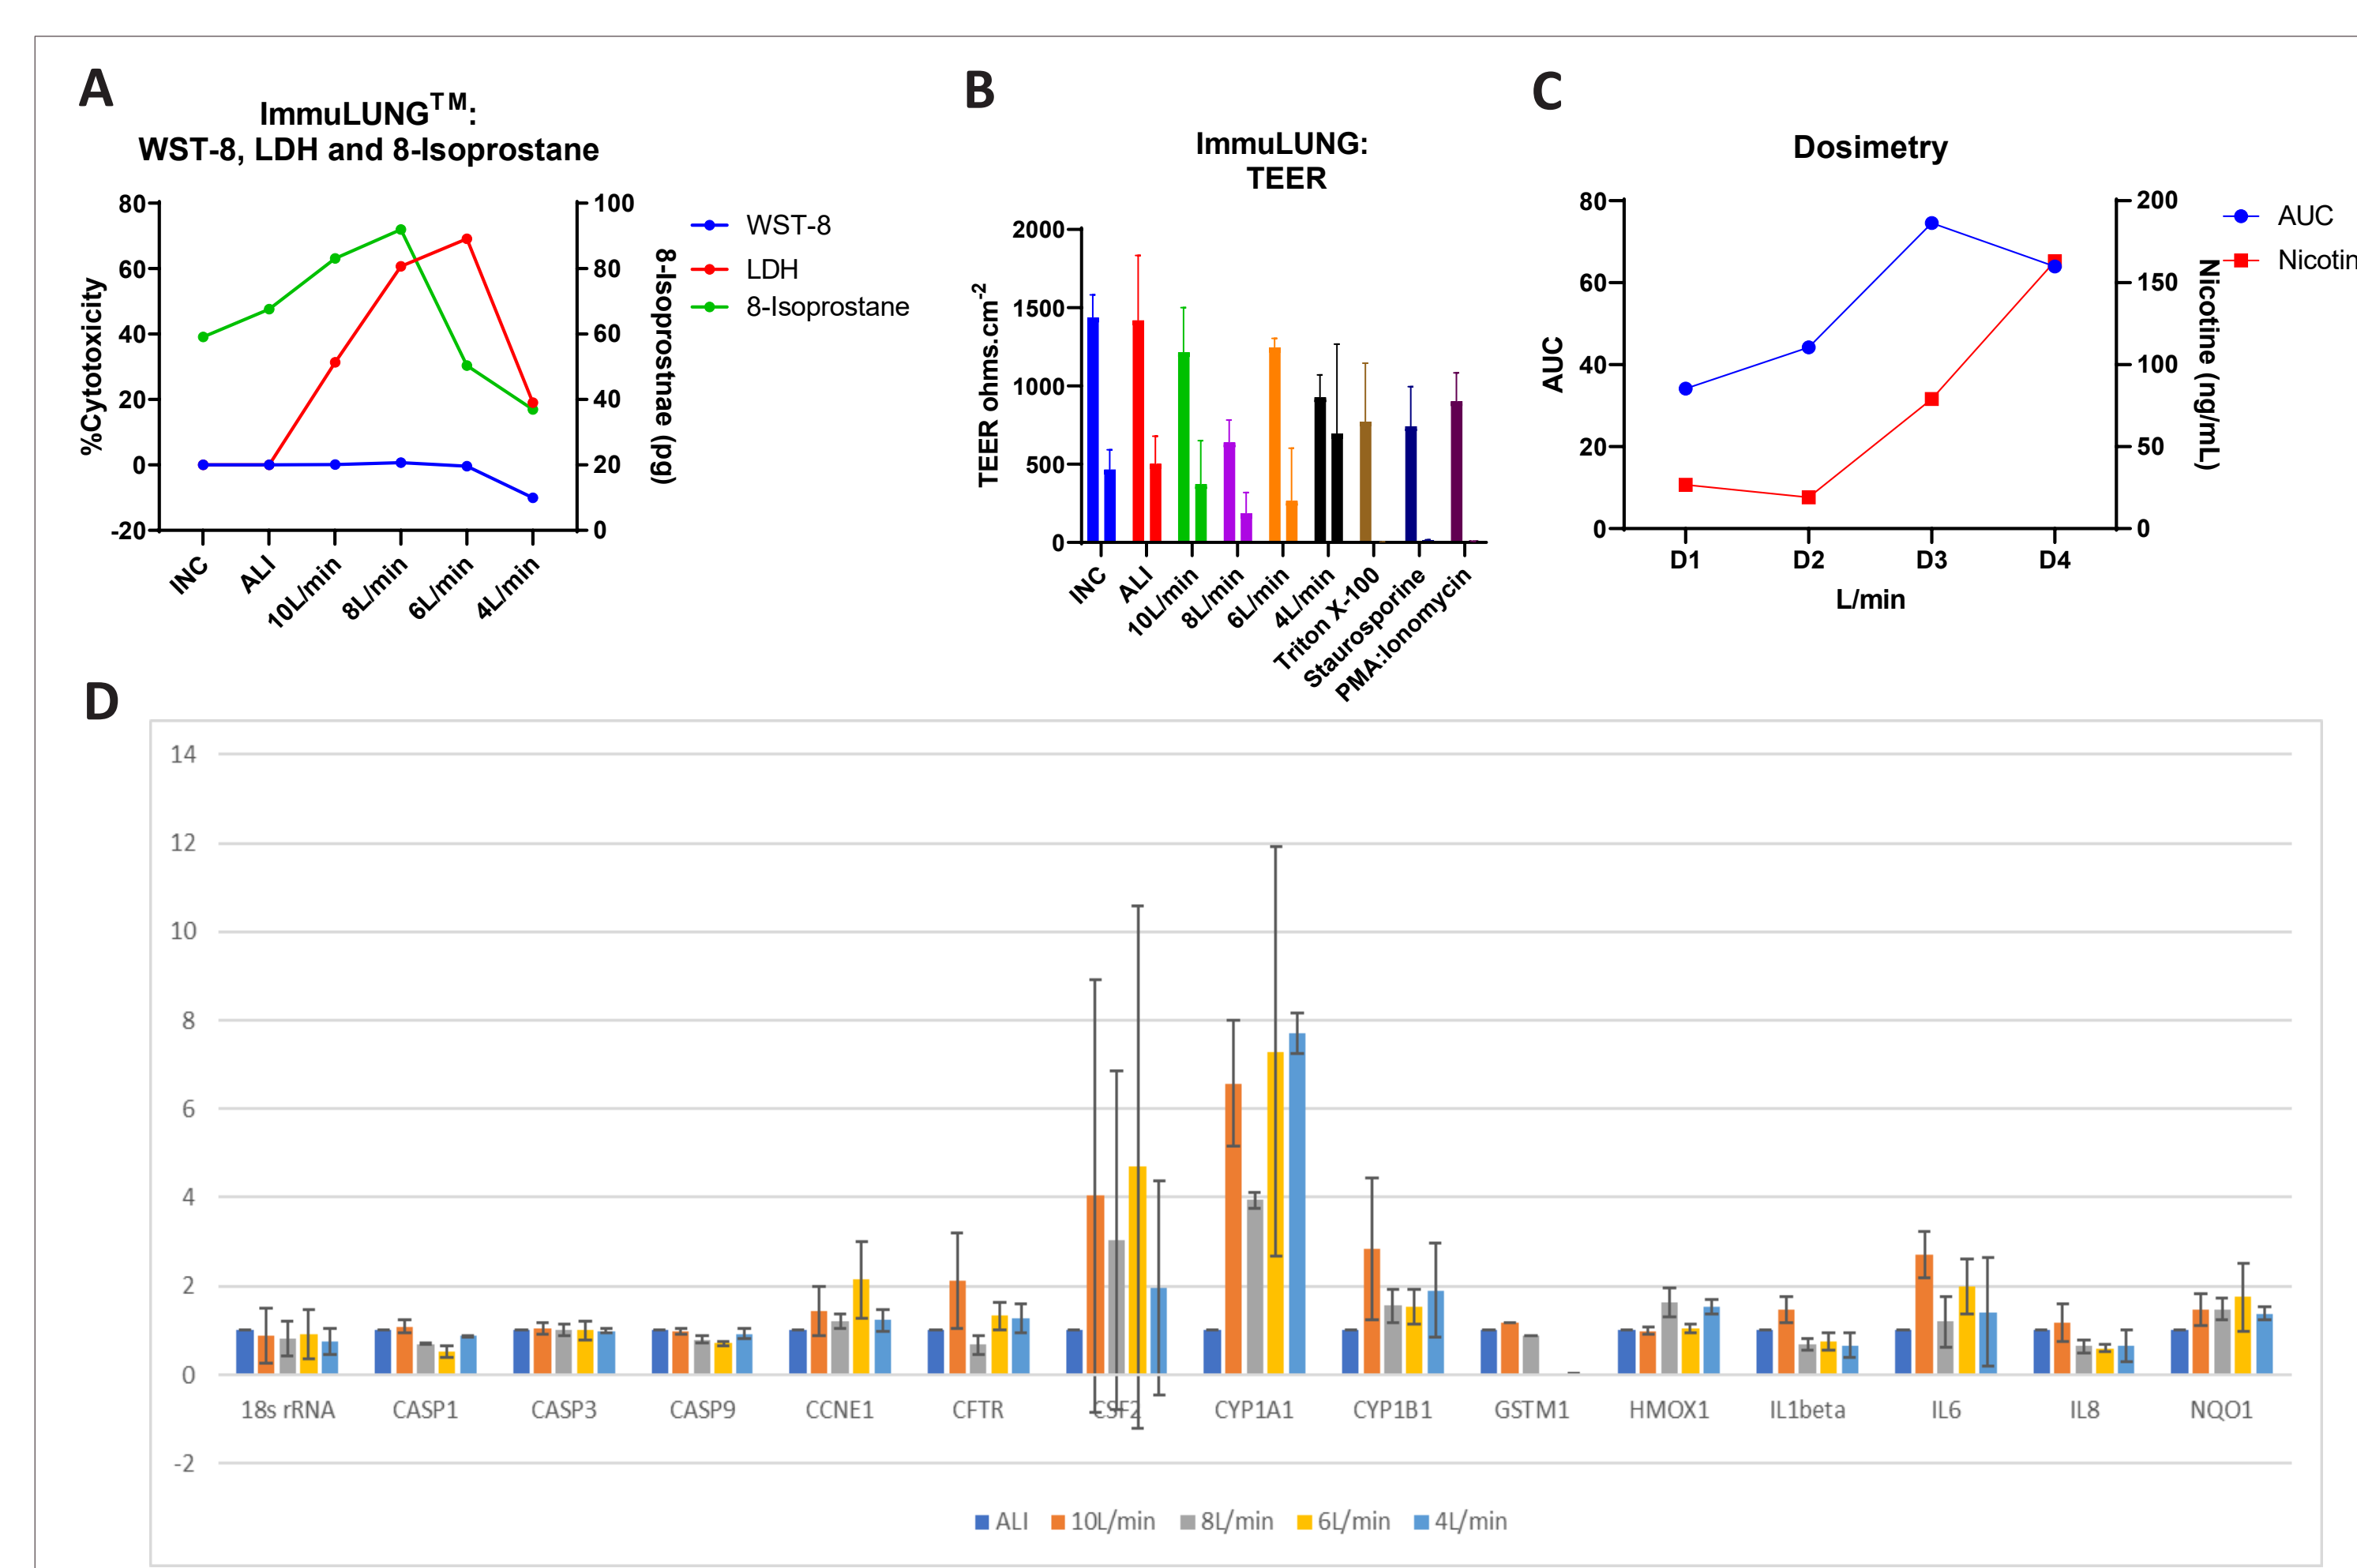 A
ImmuLUNG™:
WST-8, LDH and 8-Isoprostane
80
60
40
20
0
-20
%Cytotoxicity
100
80
60
40
20
0
8-Isoprostnae (pg)
INC
ALI
10L/min
8L/min
6L/min
4L/min
WST-8
LDH
8-Isoprostane
B
ImmuLUNG:
TEER
2000
1500
1000
500
0
TEER ohms.cm-2
INC
ALI
10L/min
8L/min
6L/min
4L/min
Triton X-100
Staurosporine
PMA:Ionomycin
C
Dosimetry
80
60
40
20
0
AUC
200
150
100
50
0
Nicotine (ng/mL)
D1 D2 D3 D4
L/min
AUC
Nicotin
D
14
12
10
8
6
4
2
0
-2
18s rRNA CASP1 CASP3 CASP9 CCNE1 CFTR CSF2 CYP1A1 CYP1B1 GSTM1 HMOX1 IL1beta IL6 IL8 NQO1
ALI 10L/min 8L/min 6L/min 4L/min